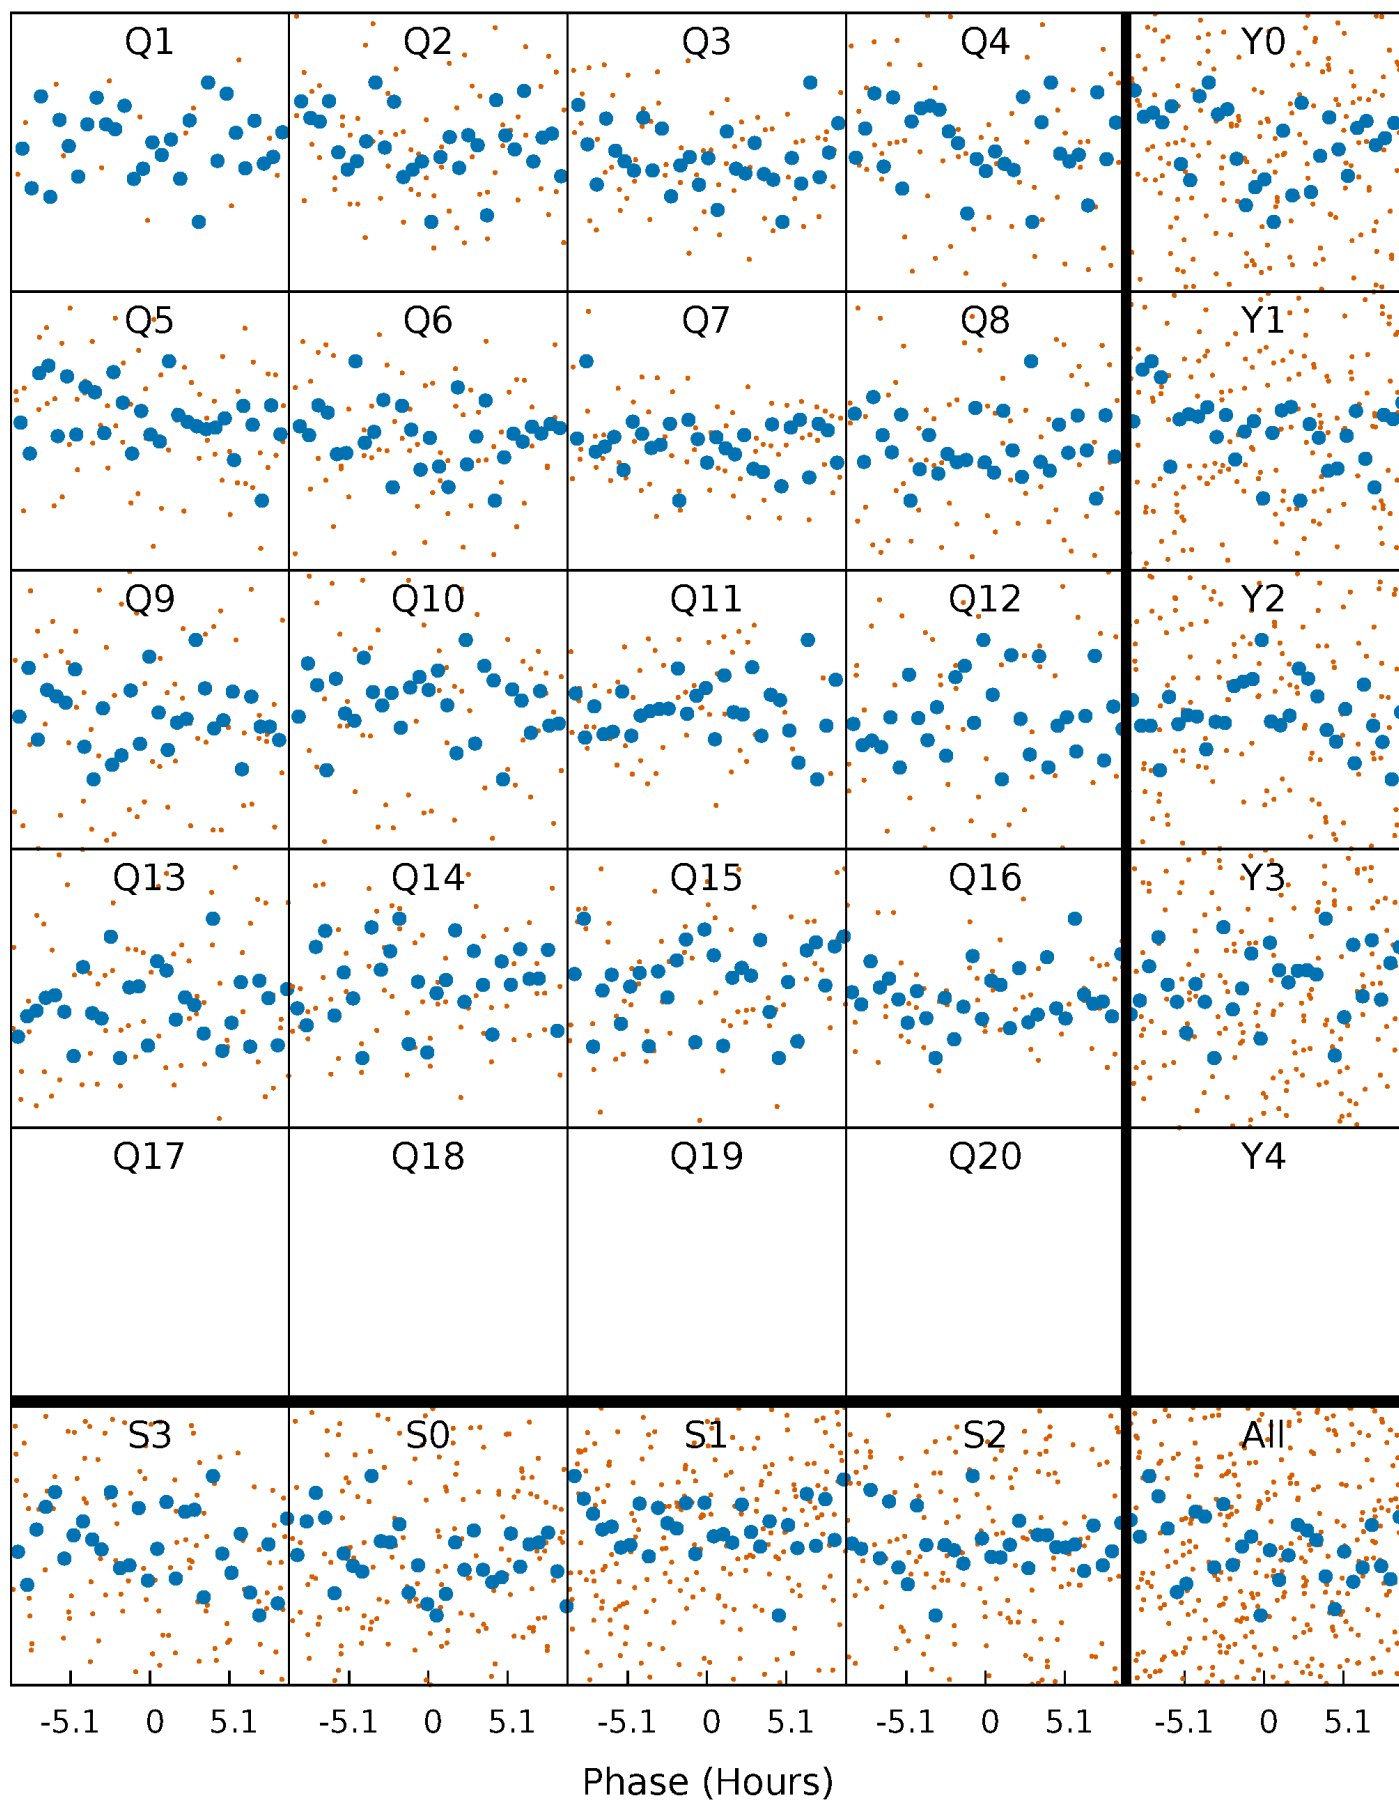 Q1 Q2 Q3 Q4 Y0
Q5 Q6 Q7 Q8 Y1
Q9 Q10 Q11 Q12 Y2
Q13 Q14 Q15 Q16 Y3
Q17 Q18 Q19 Q20 Y4
S3 S0 S1 S2 All
-5.1 0 5.1 -5.1 0 5.1 -5.1 0 5.1 -5.1 0 5.1 -5.1 0 5.1
Phase (Hours)